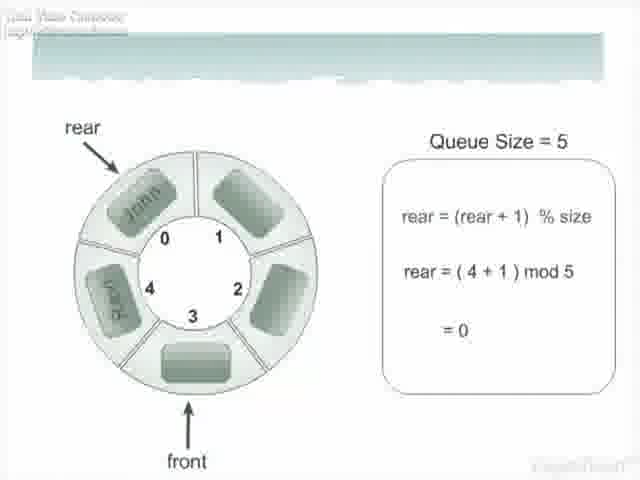 rear
Queue Size = 5
John
rear = (rear + 1) % size
0
1
rear = ( 4 + 1 ) mod 5
4
2
3
= 0
front